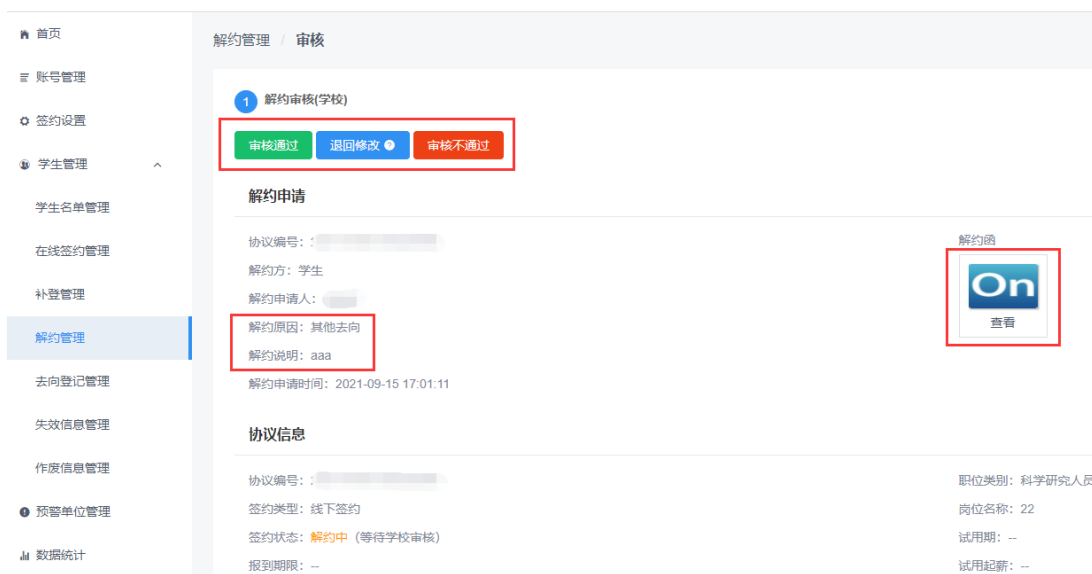 首页
账号管理
签约设置
学生管理
学生名单管理
在线签约管理
补登管理
解约管理
去向登记管理
失效信息管理
作废信息管理
预警单位管理
数据统计
解约管理 / 审核
1 解约审核(学校)
审核通过 退回修改 ? 审核不通过
解约申请
协议编号：
解约方：学生
解约申请人：
解约原因：其他去向
解约说明：aaa
解约申请时间：2021-09-15 17:01:11
解约函
On
查看
协议信息
协议编号：
签约类型：线下签约
签约状态：解约中（等待学校审核）
报到期限：--
职位类别：科学研究人员
岗位名称：22
试用期：--
试用起薪：--